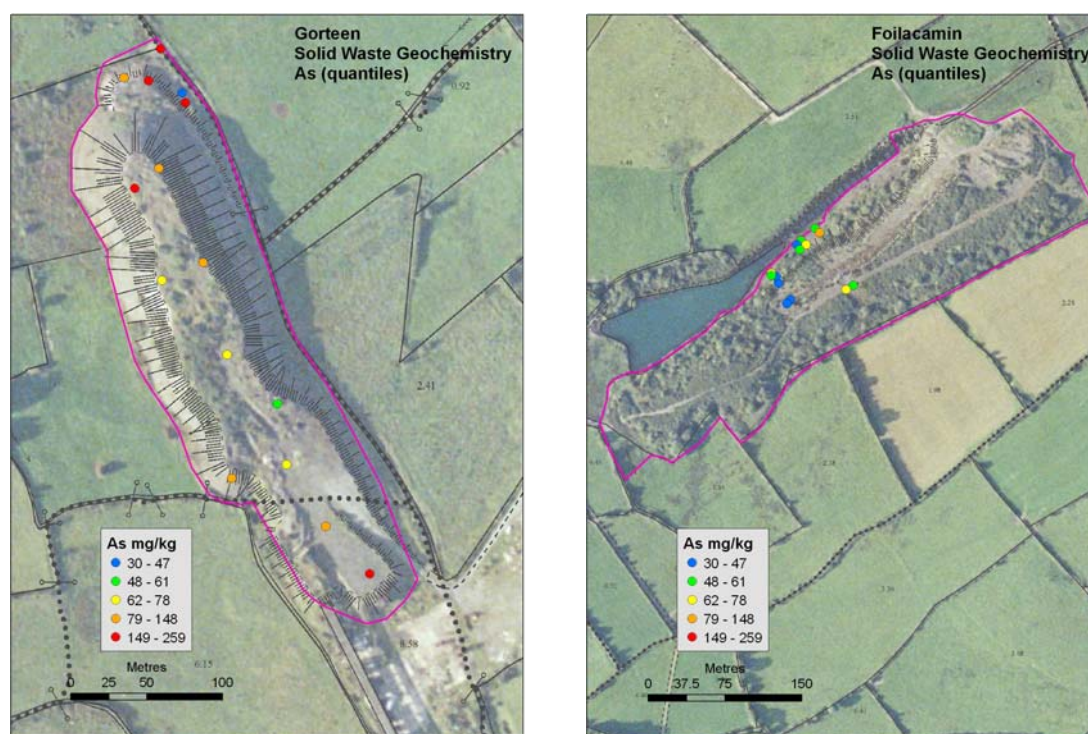 Gorteen
Solid Waste Geochemistry
As (quantiles)
0.92
2.41
8.58
6.15
As mg/kg
30 - 47
48 - 61
62 - 78
79 - 148
149 - 259
Metres
0 25 50 100
Foilacamin
Solid Waste Geochemistry
As (quantiles)
As mg/kg
30 - 47
48 - 61
62 - 78
79 - 148
149 - 259
Metres
0 37.5 75 150